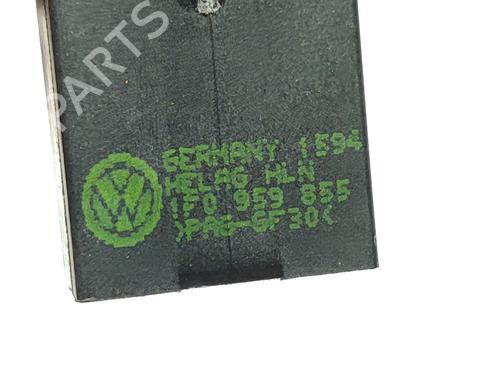 PARTS
GERMANY 1594
HELAG HLN
1F0 959 855
>PA6-GF30<